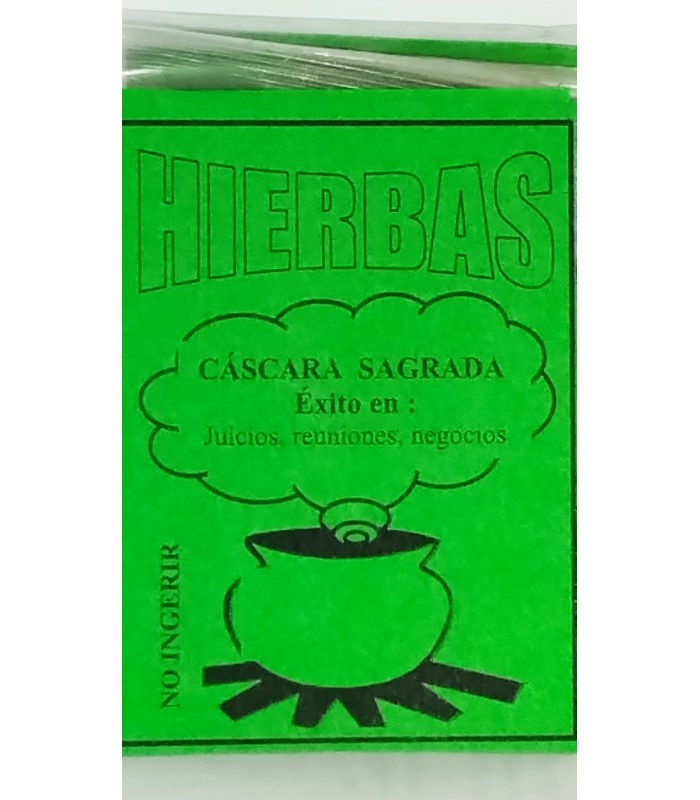 HIERBAS
CÁSCARA SAGRADA
Éxito en :
Juicios, reuniones, negocios
NO INGERIR